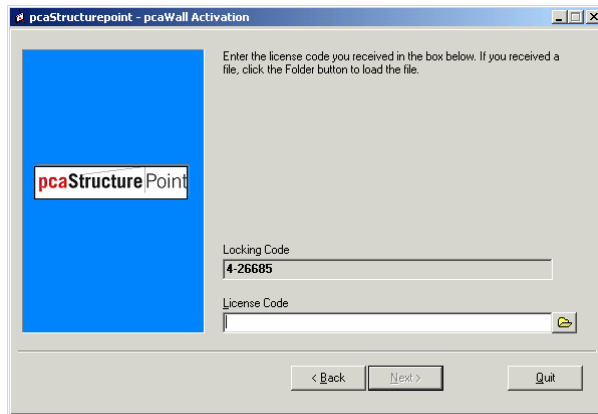 pcaStructurepoint - pcaWall Activation
Enter the license code you received in the box below. If you received a
file, click the Folder button to load the file.
pcaStructurePoint
Locking Code
4-26685
License Code
< Back
Next >
Quit